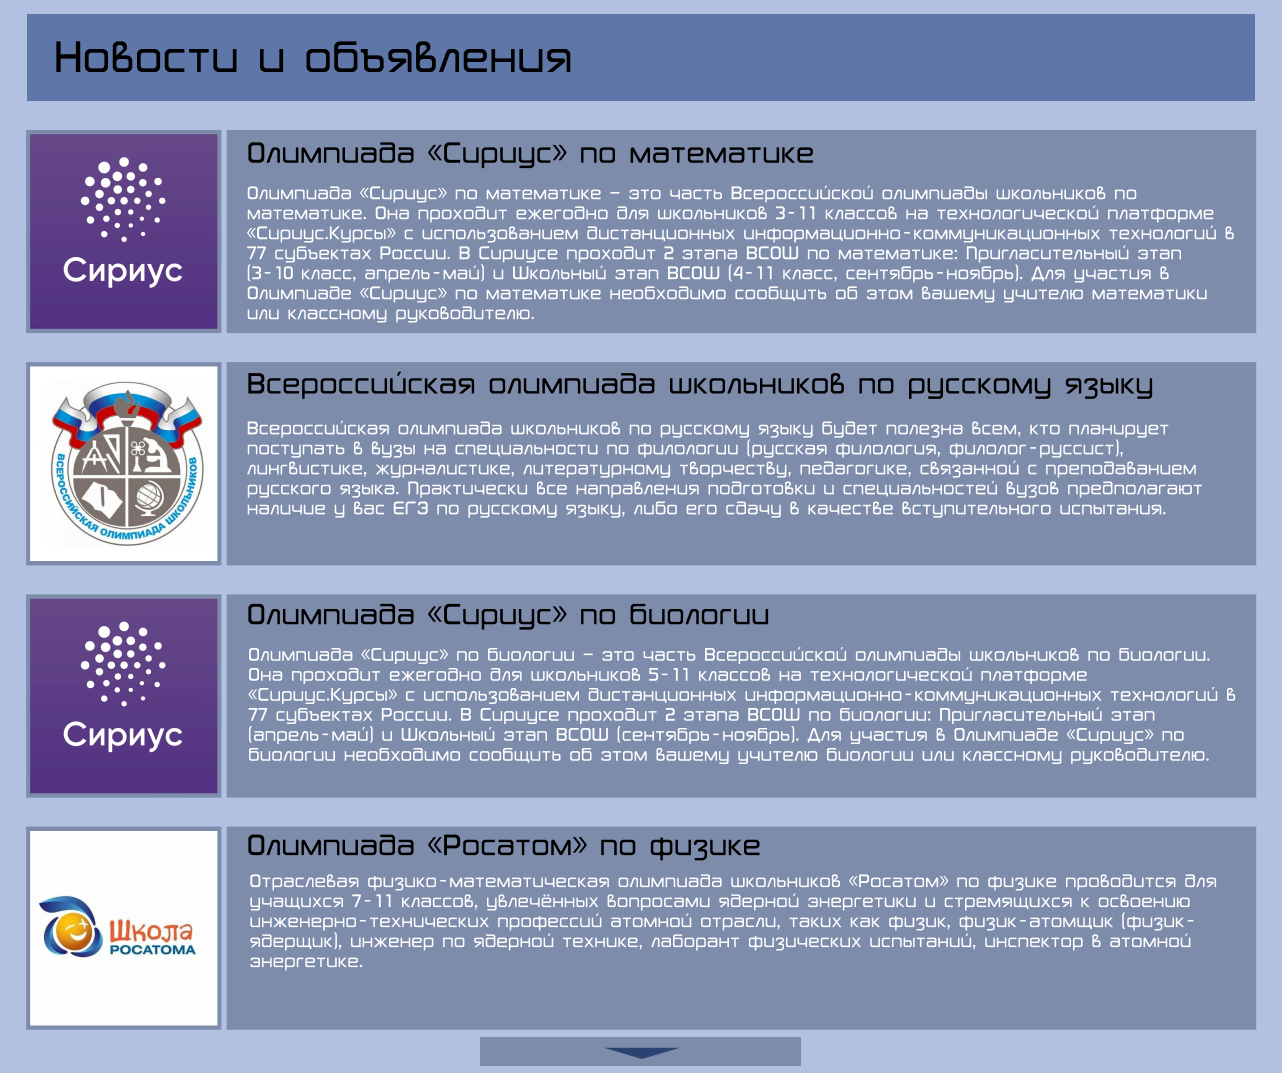 Новости и объявления
Сириус
Олимпиада «Сириус» по математике
Олимпиада «Сириус» по математике – это часть Всероссийской олимпиады школьников по
математике. Она проходит ежегодно для школьников 3-11 классов на технологической платформе
«Сириус.Курсы» с использованием дистанционных информационно-коммуникационных технологий в
77 субъектах России. В Сириусе проходит 2 этапа ВСОШ по математике: Пригласительный этап
(3-10 класс, апрель-май) и Школьный этап ВСОШ (4-11 класс, сентябрь-ноябрь). Для участия в
Олимпиаде «Сириус» по математике необходимо сообщить об этом вашему учителю математики
или классному руководителю.
ВСЕРОССИЙСКАЯ ОЛИМПИАДА ШКОЛЬНИКОВ
Всероссийская олимпиада школьников по русскому языку
Всероссийская олимпиада школьников по русскому языку будет полезна всем, кто планирует
поступать в вузы на специальности по филологии (русская филология, филолог-руссист),
лингвистике, журналистике, литературному творчеству, педагогике, связанной с преподаванием
русского языка. Практически все направления подготовки и специальностей вузов предполагают
наличие у вас ЕГЭ по русскому языку, либо его сдачу в качестве вступительного испытания.
Сириус
Олимпиада «Сириус» по биологии
Олимпиада «Сириус» по биологии – это часть Всероссийской олимпиады школьников по биологии.
Она проходит ежегодно для школьников 5-11 классов на технологической платформе
«Сириус.Курсы» с использованием дистанционных информационно-коммуникационных технологий в
77 субъектах России. В Сириусе проходит 2 этапа ВСОШ по биологии: Пригласительный этап
(апрель-май) и Школьный этап ВСОШ (сентябрь-ноябрь). Для участия в Олимпиаде «Сириус» по
биологии необходимо сообщить об этом вашему учителю биологии или классному руководителю.
Школа
РОСАТОМА
Олимпиада «Росатом» по физике
Отраслевая физико-математическая олимпиада школьников «Росатом» по физике проводится для
учащихся 7-11 классов, увлечённых вопросами ядерной энергетики и стремящихся к освоению
инженерно-технических профессий атомной отрасли, таких как физик, физик-атомщик (физик-
ядерщик), инженер по ядерной технике, лаборант физических испытаний, инспектор в атомной
энергетике.